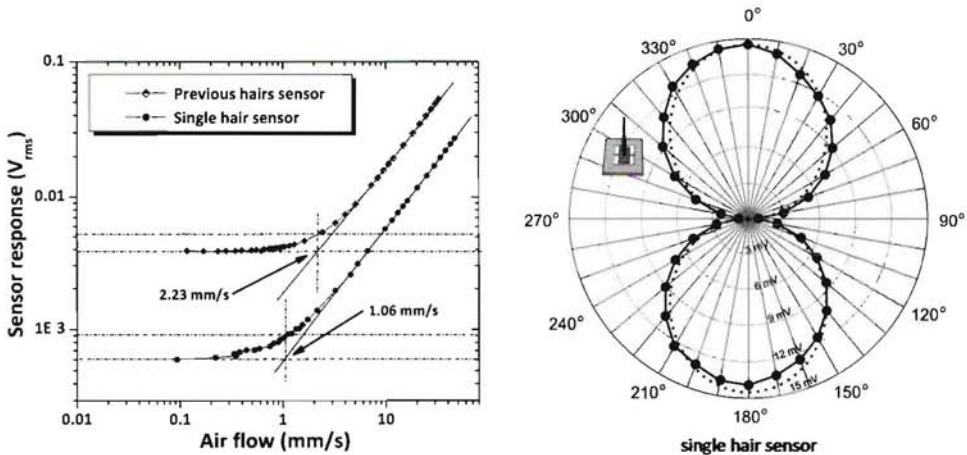 0.1
0.01
1E 3
Sensor response (Vrms)
Previous hairs sensor
Single hair sensor
2.23 mm/s
1.06 mm/s
0.01
0.1
1
10
Air flow (mm/s)
0°
30°
60°
90°
120°
150°
180°
210°
240°
270°
300°
330°
3 mV
6 mV
9 mV
12 mV
15 mV
single hair sensor